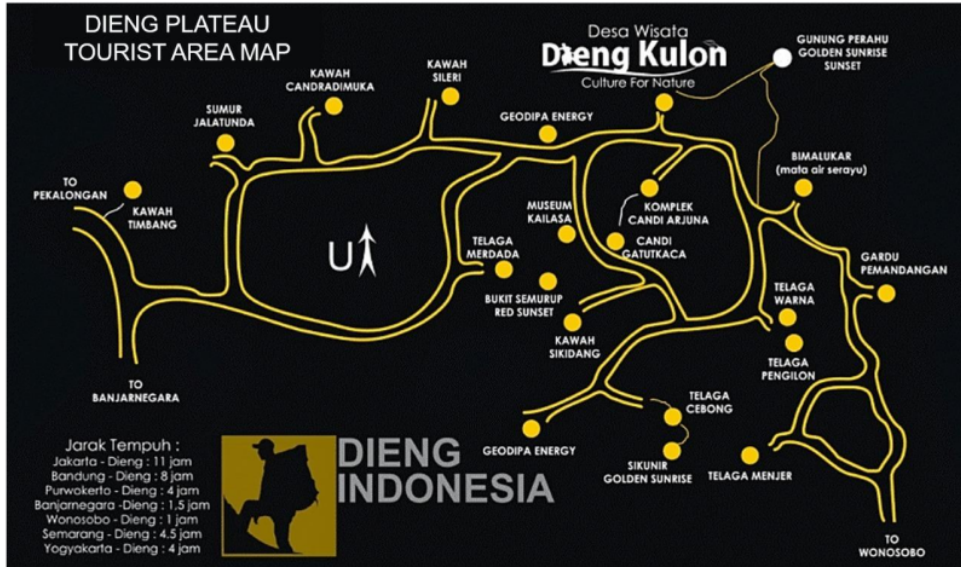 DIENG PLATEAU
TOURIST AREA MAP
Desa Wisata
Dieng Kulon
Culture For Nature
GUNUNG PERAHU
GOLDEN SUNRISE
SUNSET
KAWAH
CANDRADIMUKA
KAWAH
SILERI
SUMUR
JALATUNDA
GEODIPA ENERGY
BIMALUKAR
(mata air serayu)
TO
PEKALONGAN
KAWAH
TIMBANG
MUSEUM
KAILASA
KOMPLEK
CANDI ARJUNA
CANDI
GATUTKACA
U
TELAGA
MERDADA
GARDU
PEMANDANGAN
BUKIT SEMURUP
RED SUNSET
TELAGA
WARNA
KAWAH
SIKIDANG
TELAGA
PENGILON
TO
BANJARNEGARA
TELAGA
CEBONG
GEODIPA ENERGY
SIKUNIR
GOLDEN SUNRISE
TELAGA MENJER
TO
WONOSOBO
Jarak Tempuh :
Jakarta - Dieng : 11 jam
Bandung - Dieng : 8 jam
Purwokerto - Dieng : 4 jam
Banjarnegara -Dieng : 1,5 jam
Wonosobo - Dieng : 1 jam
Semarang - Dieng : 4.5 jam
Yogyakarta - Dieng : 4 jam
DIENG
INDONESIA